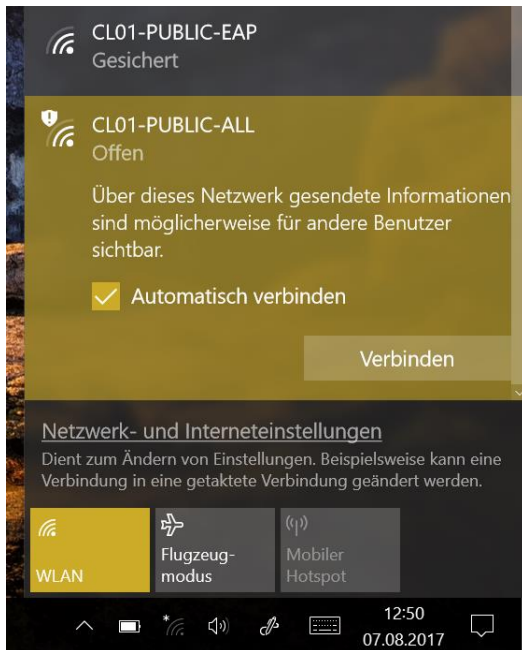 CL01-PUBLIC-EAP
Gesichert
CL01-PUBLIC-ALL
Offen
Über dieses Netzwerk gesendete Informationen
sind möglicherweise für andere Benutzer
sichtbar.
Automatisch verbinden
Verbinden
Netzwerk- und Interneteinstellungen
Dient zum Ändern von Einstellungen. Beispielsweise kann eine
Verbindung in eine getaktete Verbindung geändert werden.
WLAN
Flugzeug-
modus
Mobiler
Hotspot
12:50
07.08.2017